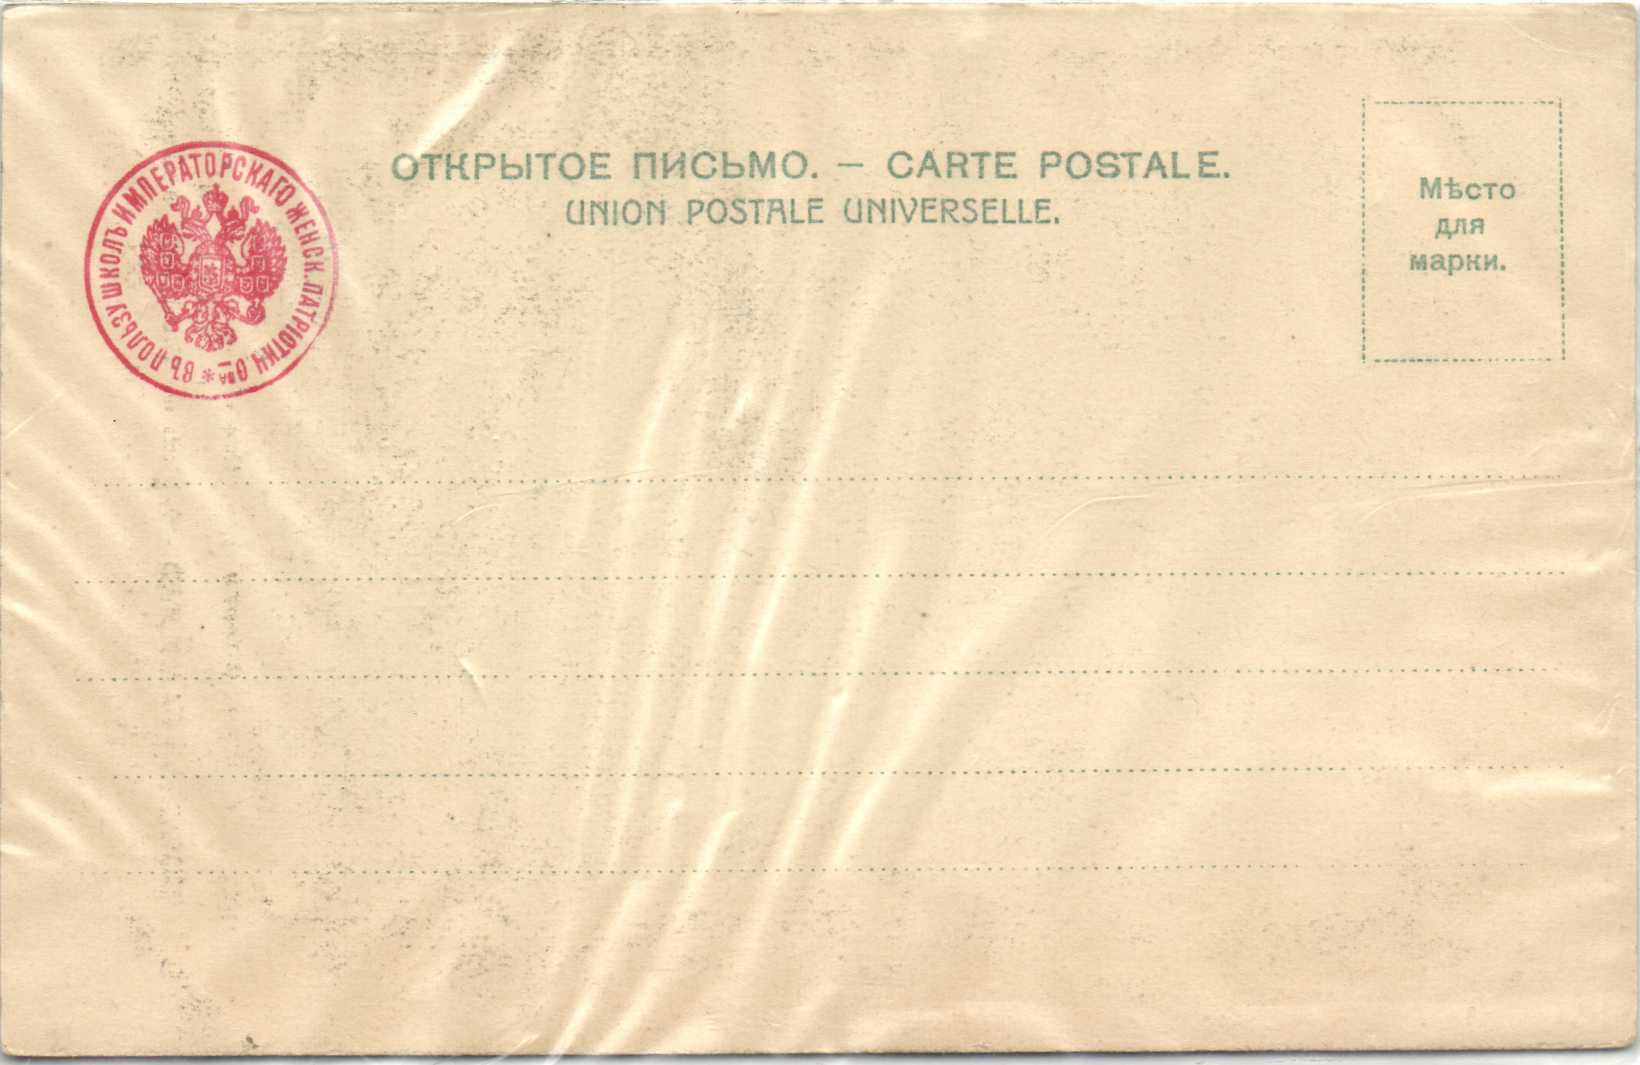 ОТКРЫТОЕ ПИСЬМО. — CARTE POSTALE.
UNION POSTALE UNIVERSELLE.
Мѣсто
для
марки.
ВЪ ПОЛЬЗУ ШКОЛЪ ИМПЕРАТОРСКАГО ЖЕНСК. ПАТРІОТИЧ. О-ВА *